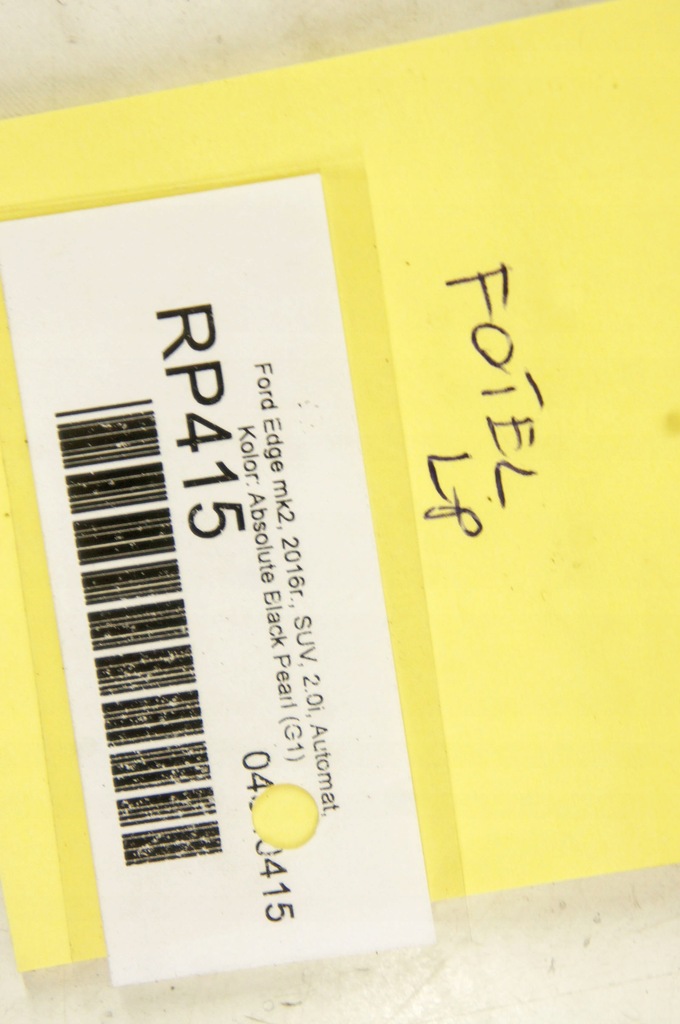 FOTEL
LP
Ford Edge mk2, 2016r., SUV, 2.0i, Automat,
Kolor: Absolute Black Pearl (G1)
RP415